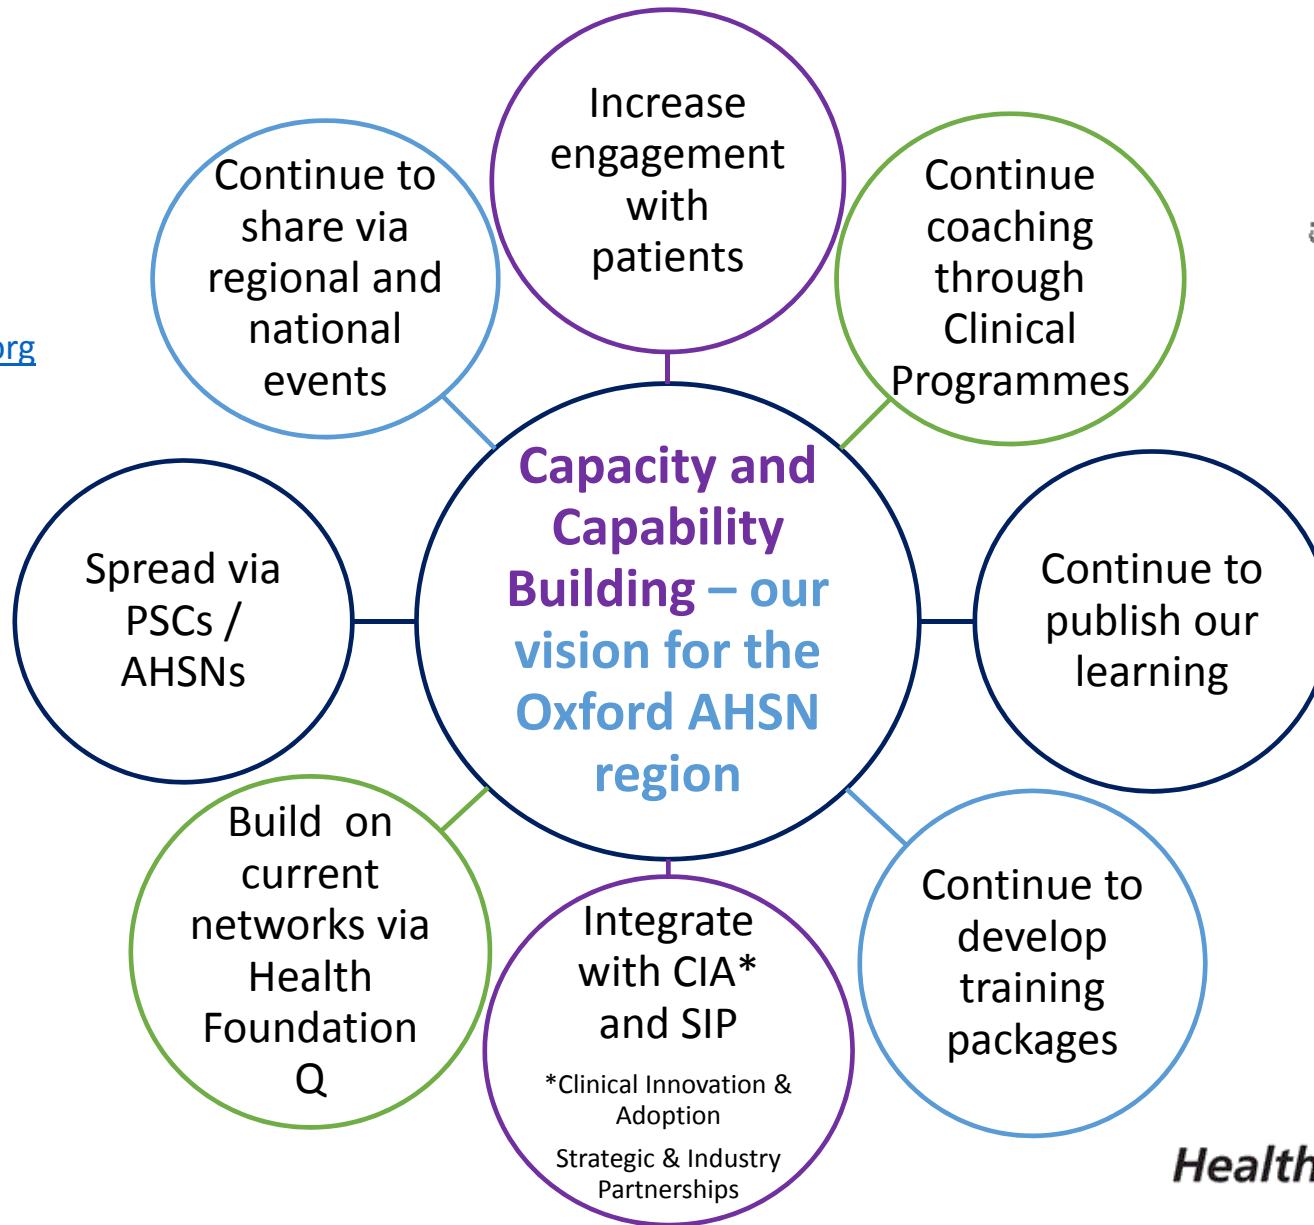 Increase
engagement
with
patients
Continue to
share via
regional and
national
events
Continue
coaching
through
Clinical
Programmes
org
Capacity and
Capability
Building – our
vision for the
Oxford AHSN
region
Spread via
PSCs /
AHSNs
Continue to
publish our
learning
Build on
current
networks via
Health
Foundation
Q
Integrate
with CIA*
and SIP
*Clinical Innovation &
Adoption
Strategic & Industry
Partnerships
Continue to
develop
training
packages
Health